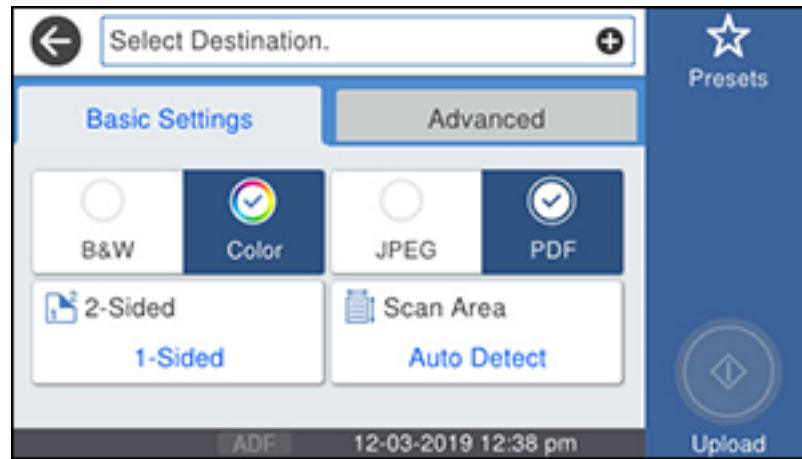 Select Destination.
Presets
Basic Settings
Advanced
B&W
Color
JPEG
PDF
2-Sided
1-Sided
Scan Area
Auto Detect
ADF
12-03-2019 12:38 pm
Upload